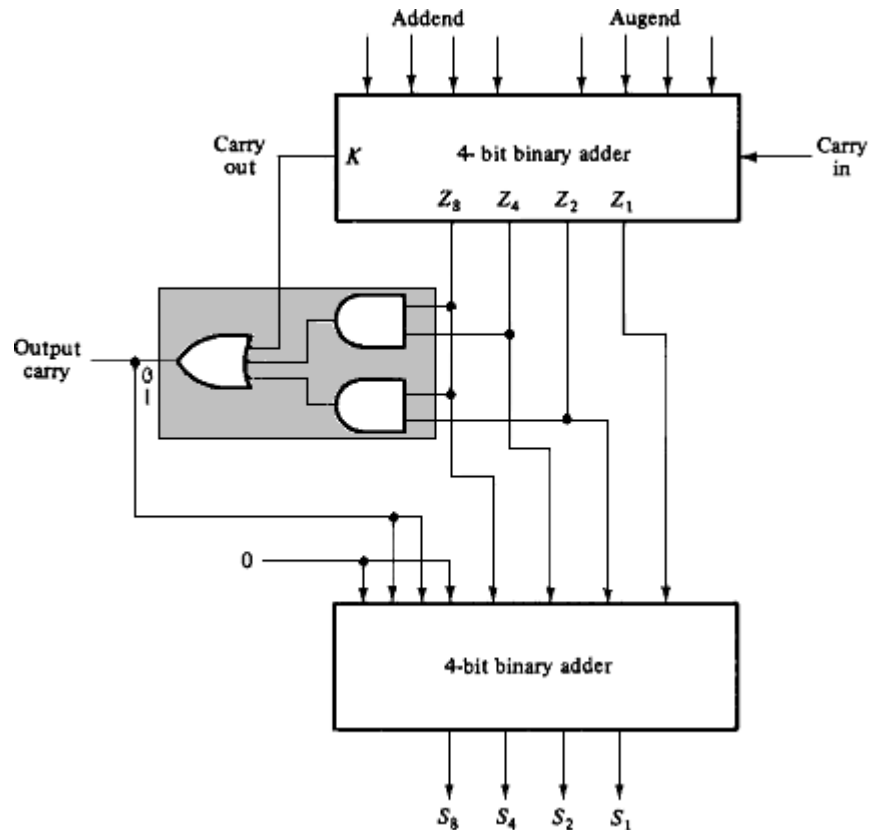 Addend
Augend
Carry
out
K
4- bit binary adder
Carry
in
Z₈ Z₄ Z₂ Z₁
Output
carry
0
1
0
4-bit binary adder
S₈ S₄ S₂ S₁